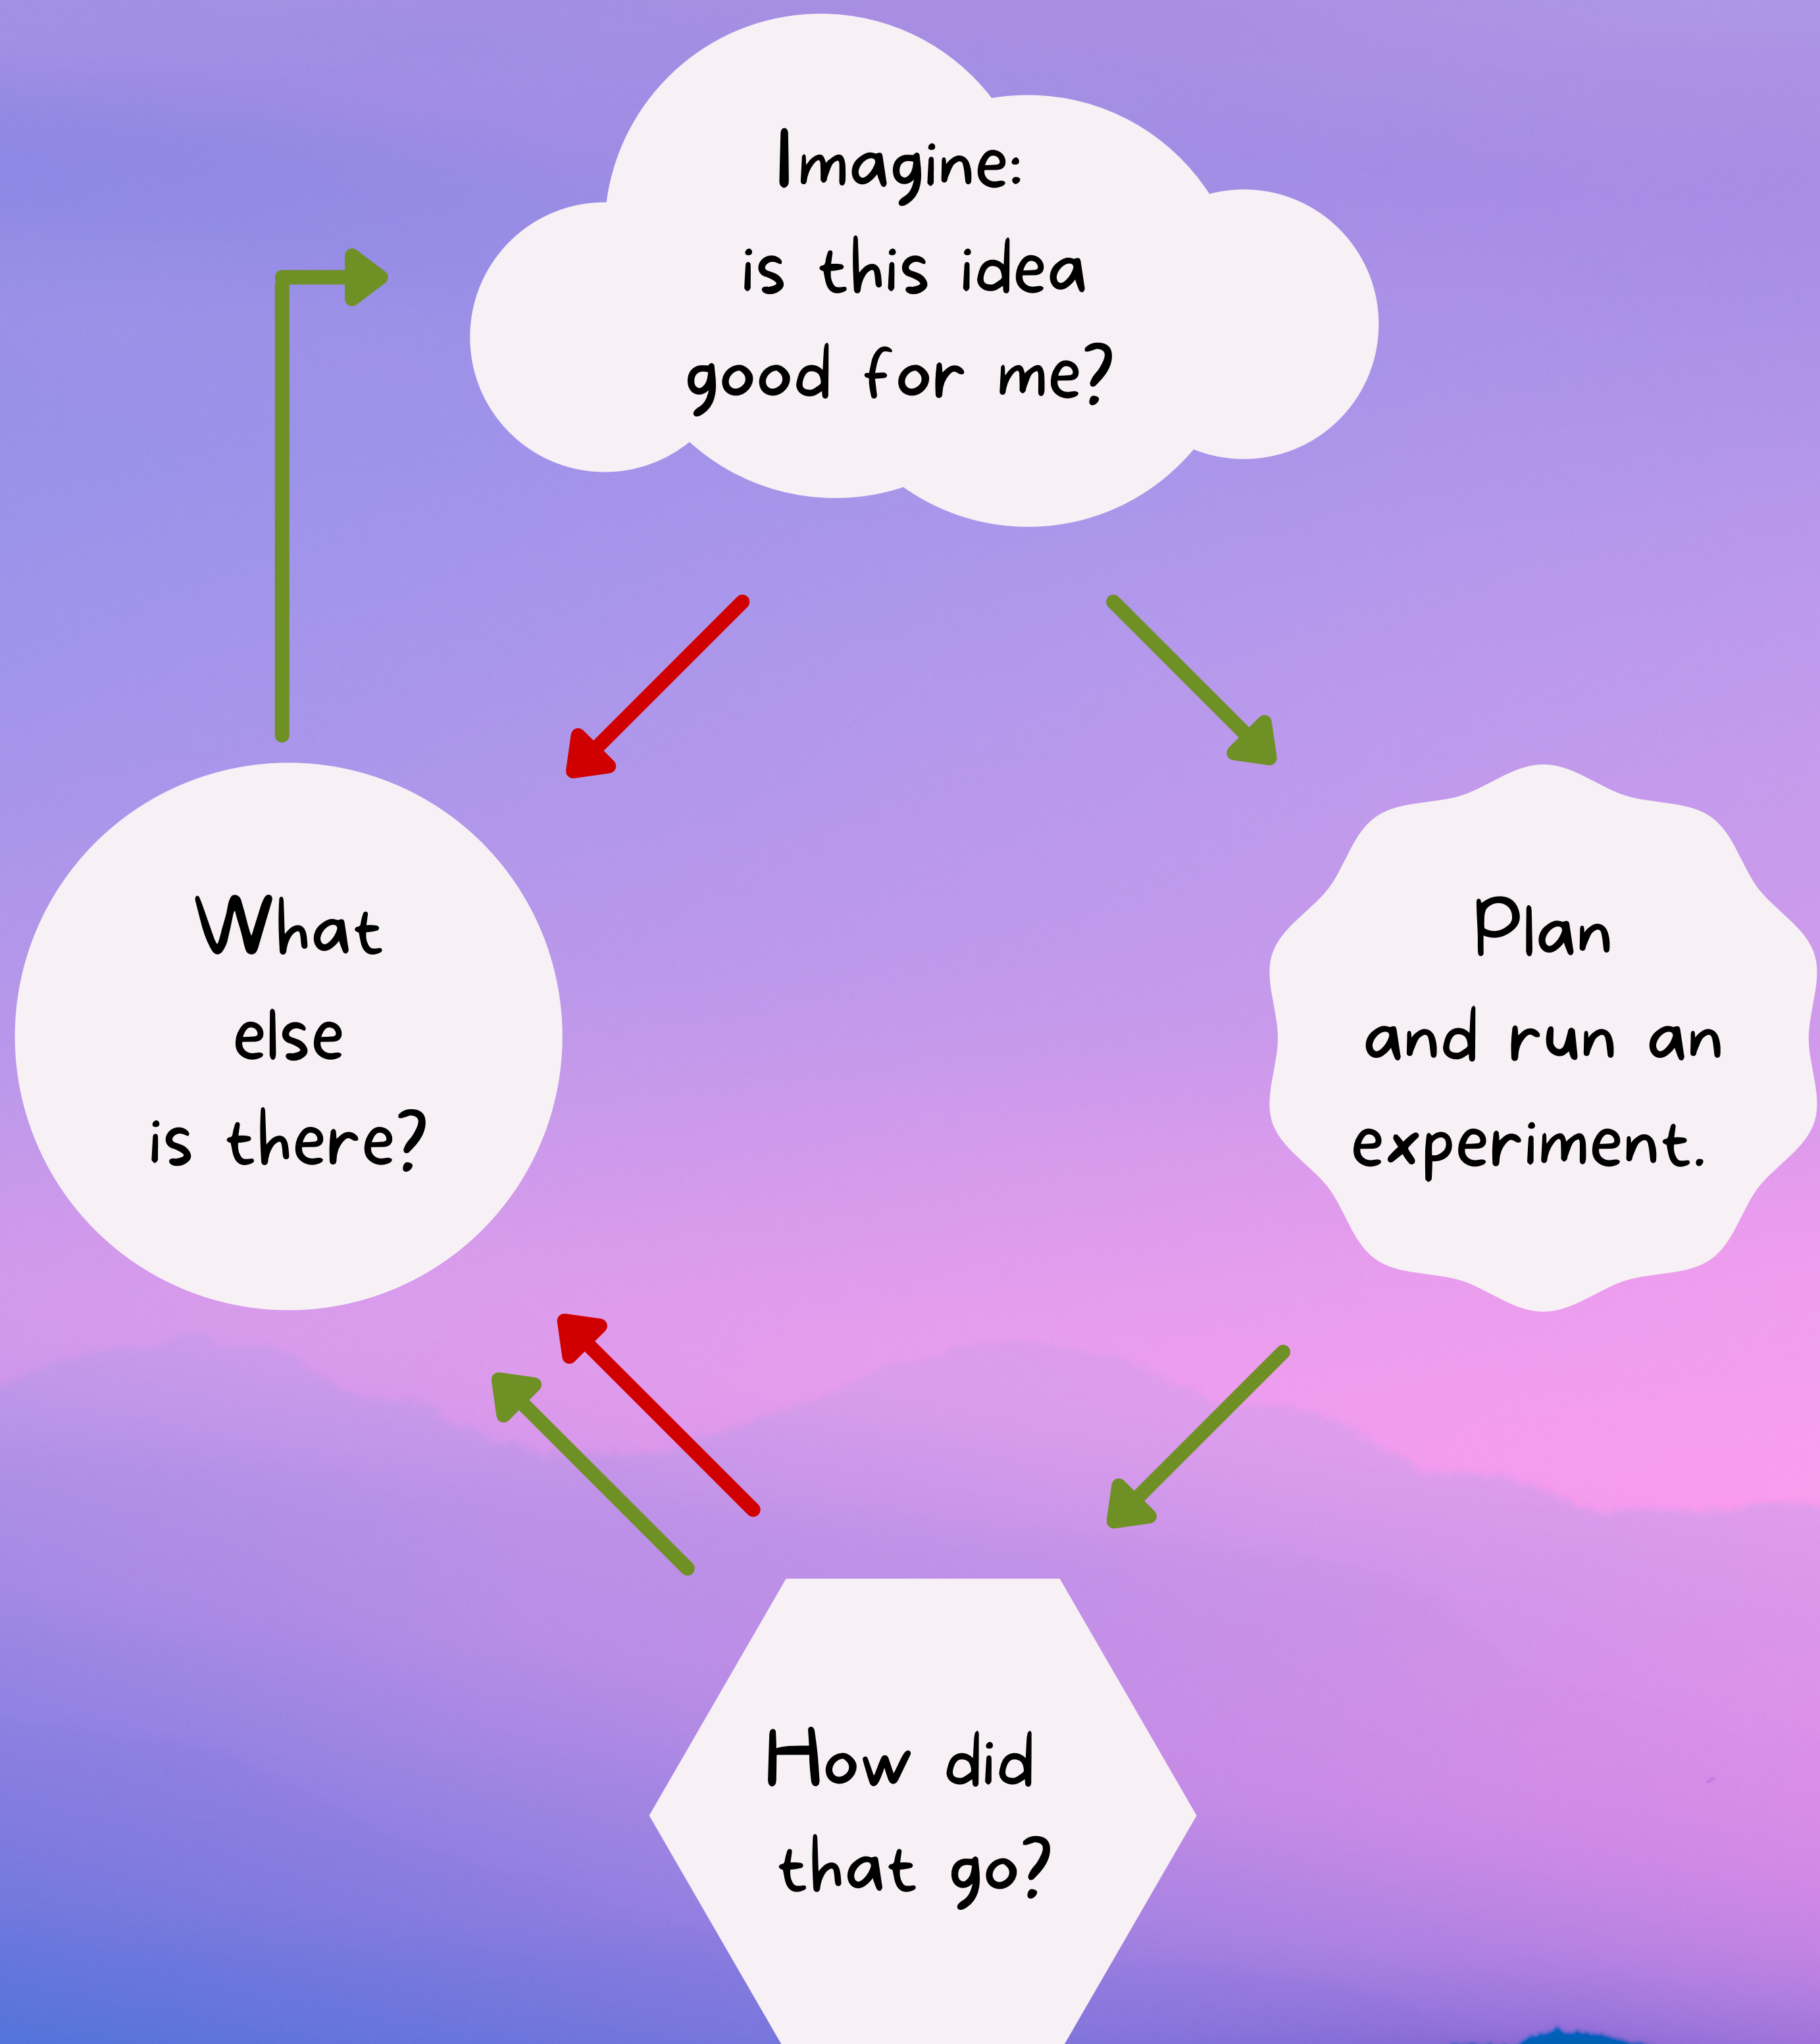 Imagine:
is this idea
good for me?
What
else
is there?
Plan
and run an
experiment.
How did
that go?